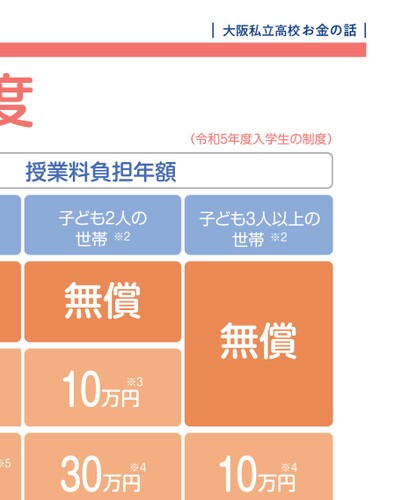 大阪私立高校お金の話
度
（令和5年度入学生の制度）
授業料負担年額
子ども2人の
世帯 ※2
子ども3人以上の
世帯 ※2
無償
無償
※3
10万円
※5
※4
30万円
※4
10万円